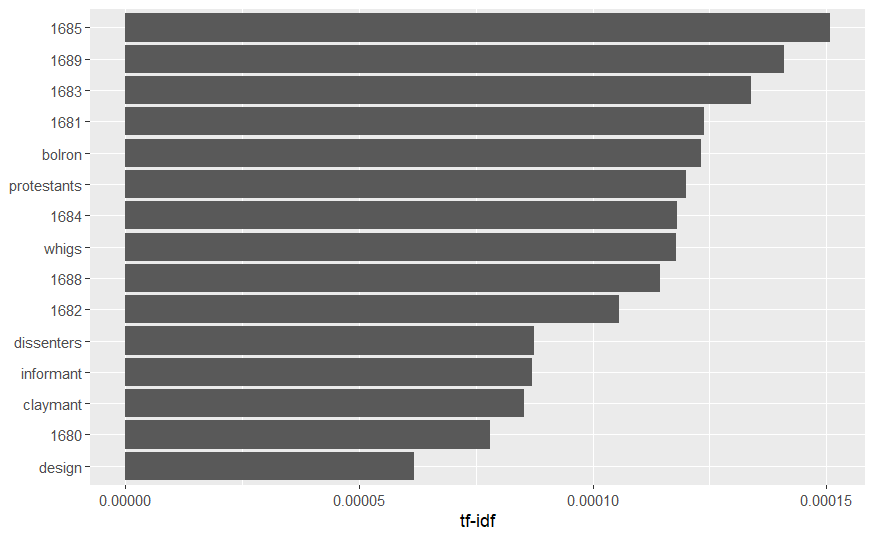 1685
1689
1683
1681
bolron
protestants
1684
whigs
1688
1682
dissenters
informant
claymant
1680
design
0.00000 0.00005 0.00010 0.00015
tf-idf